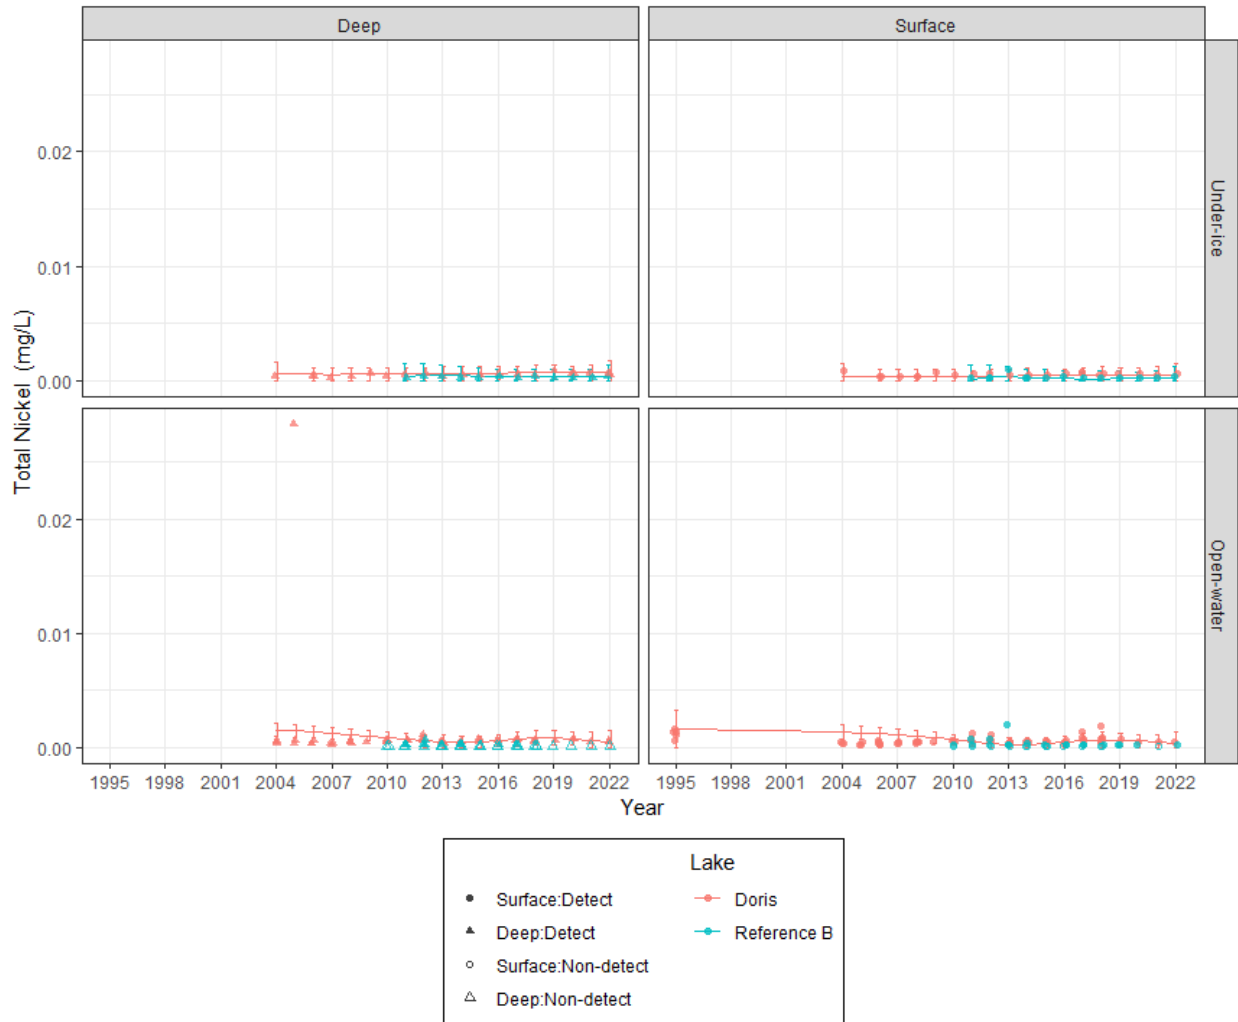 Deep
Surface
Under-ice
0.02
0.01
0.00
Total Nickel (mg/L)
Open-water
0.02
0.01
0.00
1995 1998 2001 2004 2007 2010 2013 2016 2019 2022
1995 1998 2001 2004 2007 2010 2013 2016 2019 2022
Year
Lake
Surface:Detect
Deep:Detect
Surface:Non-detect
Deep:Non-detect
Doris
Reference B